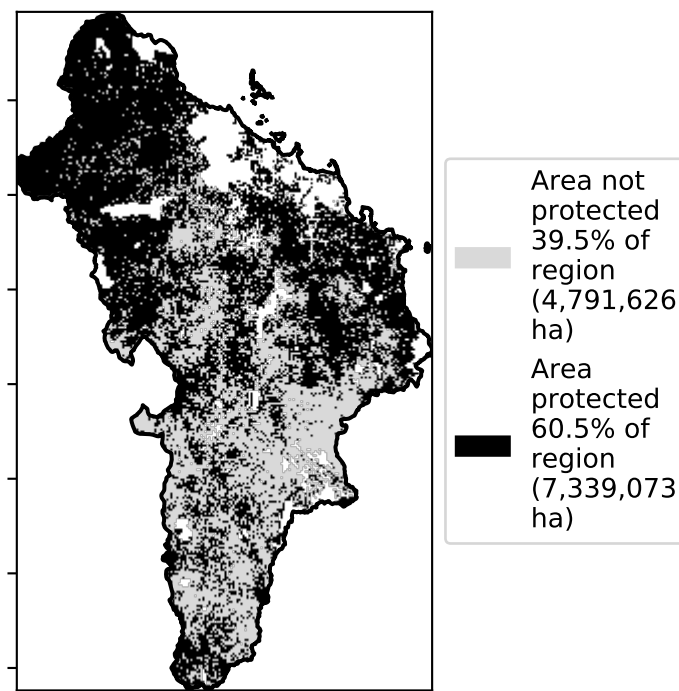 Area not
protected
39.5% of
region
(4,791,626
ha)
Area
protected
60.5% of
region
(7,339,073
ha)